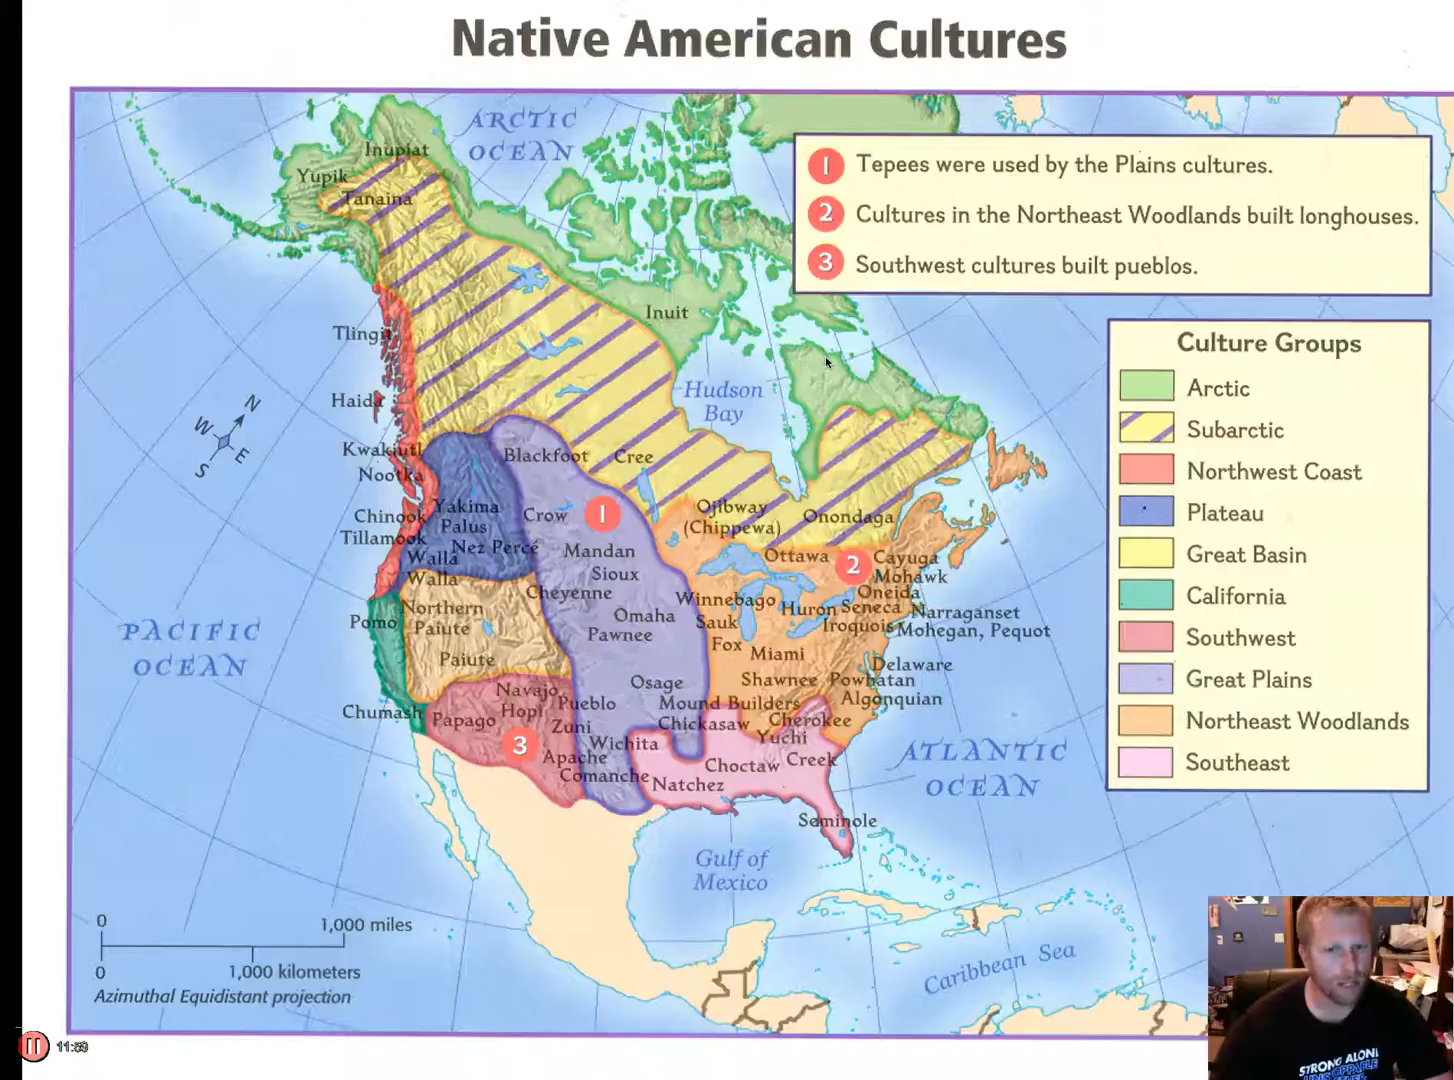 Native American Cultures
ARCTIC
OCEAN
1 Tepees were used by the Plains cultures.
2 Cultures in the Northeast Woodlands built longhouses.
3 Southwest cultures built pueblos.
Inupiat
Yupik
Tanaina
Inuit
Tlingit
Haida
Hudson
Bay
N
W
E
S
Kwakiutl
Nootka
Blackfoot
Cree
Chinook
Tillamook
Yakima
Palus
Nez Percé
Walla
Walla
Crow
1
Ojibway
(Chippewa)
Onondaga
Mandan
Sioux
Cheyenne
Ottawa
2
Cayuga
Mohawk
Oneida
Winnebago
Huron
Seneca
Narraganset
Iroquois
Mohegan, Pequot
Omaha
Pawnee
Sauk
Fox
Miami
Pomo
Northern
Paiute
Paiute
PACIFIC
OCEAN
Delaware
Shawnee
Powhatan
Algonquian
Osage
Mound Builders
Chickasaw
Cherokee
Yuchi
Creek
Choctaw
Natchez
Seminole
Chumash
Papago
Navajo
Hopi
Pueblo
Zuni
3
Wichita
Apache
Comanche
ATLANTIC
OCEAN
Gulf of
Mexico
Caribbean Sea
Culture Groups
Arctic
Subarctic
Northwest Coast
Plateau
Great Basin
California
Southwest
Great Plains
Northeast Woodlands
Southeast
0
1,000 miles
0
1,000 kilometers
Azimuthal Equidistant projection
STRONG ALONE